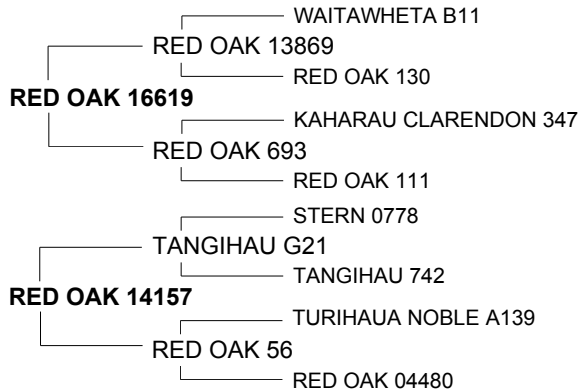 WAITAWHETA B11
RED OAK 13869
RED OAK 130
RED OAK 16619
KAHARAU CLARENDON 347
RED OAK 693
RED OAK 111
STERN 0778
TANGIHAU G21
TANGIHAU 742
RED OAK 14157
TURIHAUA NOBLE A139
RED OAK 56
RED OAK 04480